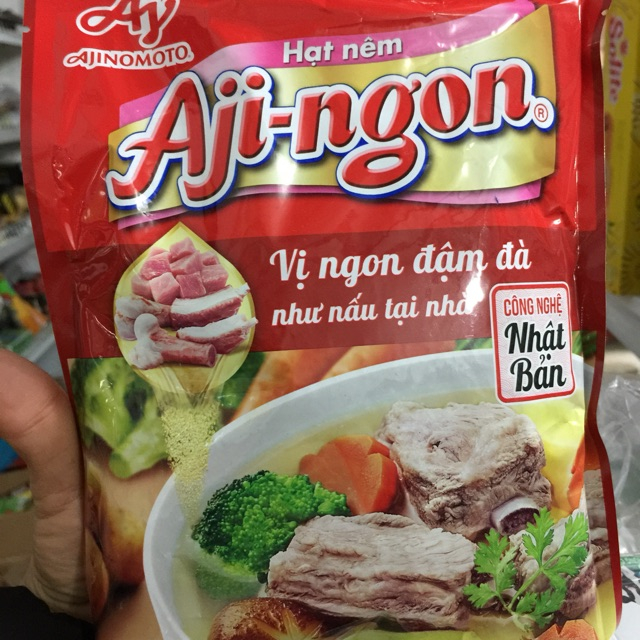 AJINOMOTO
Hạt nêm
Aji-ngon®
Vị ngon đậm đà
như nấu tại nhà
CÔNG NGHỆ
Nhật
Bản